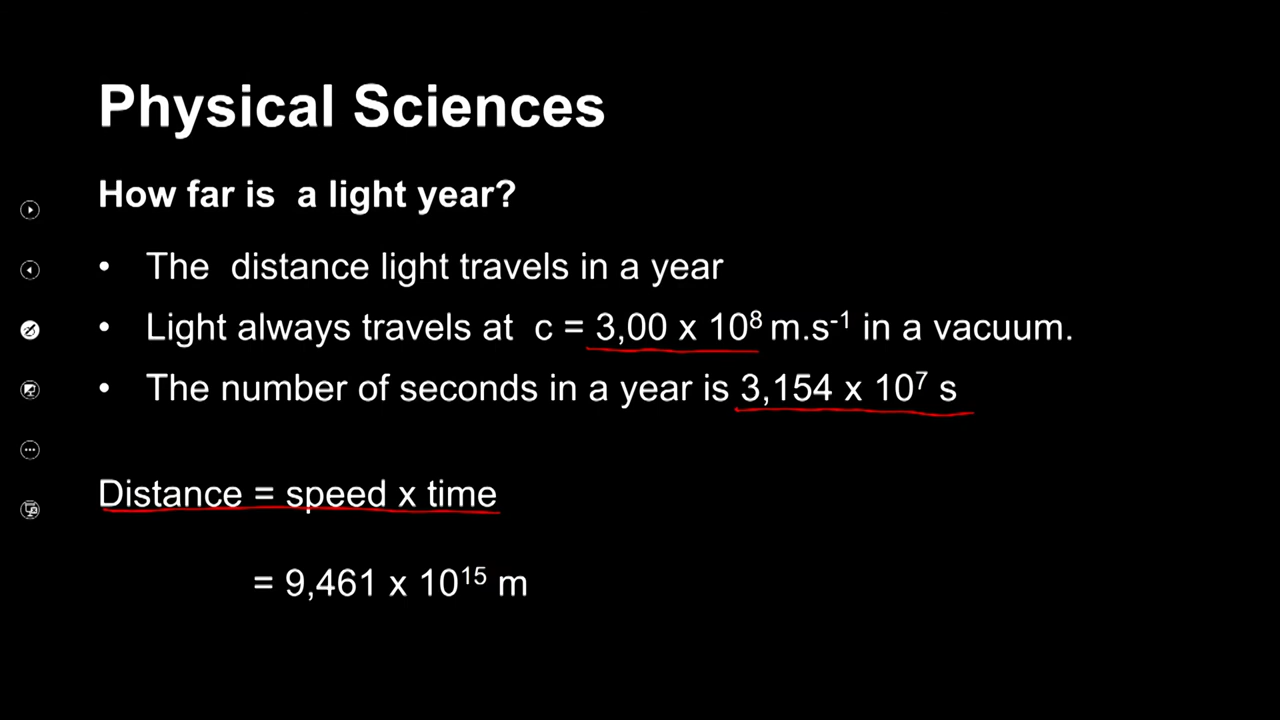 Physical Sciences
How far is  a light year?
• The  distance light travels in a year
• Light always travels at  c = 3,00 x 10⁸ m.s⁻¹ in a vacuum.
• The number of seconds in a year is 3,154 x 10⁷ s
Distance = speed x time
= 9,461 x 10¹⁵ m